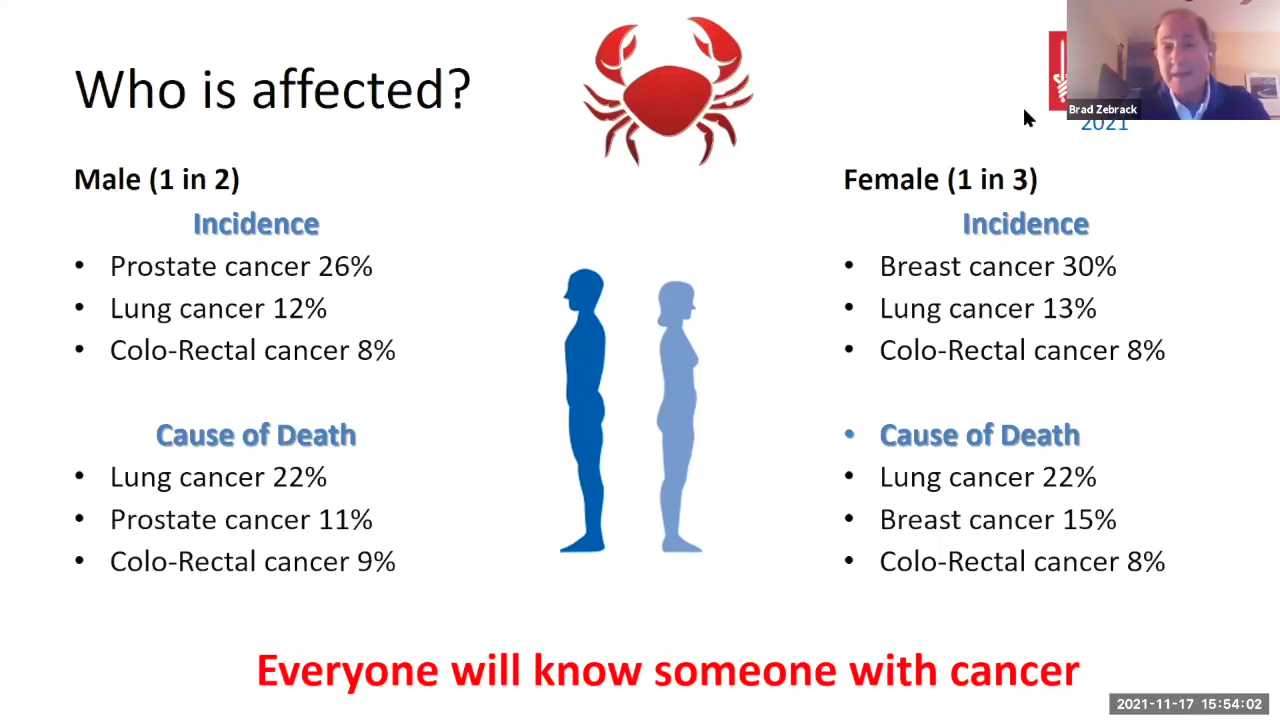 Who is affected?
Brad Zebrack
2021
Male (1 in 2)
Incidence
• Prostate cancer 26%
• Lung cancer 12%
• Colo-Rectal cancer 8%
Cause of Death
• Lung cancer 22%
• Prostate cancer 11%
• Colo-Rectal cancer 9%
Female (1 in 3)
Incidence
• Breast cancer 30%
• Lung cancer 13%
• Colo-Rectal cancer 8%
• Cause of Death
• Lung cancer 22%
• Breast cancer 15%
• Colo-Rectal cancer 8%
Everyone will know someone with cancer
2021-11-17 15:54:02